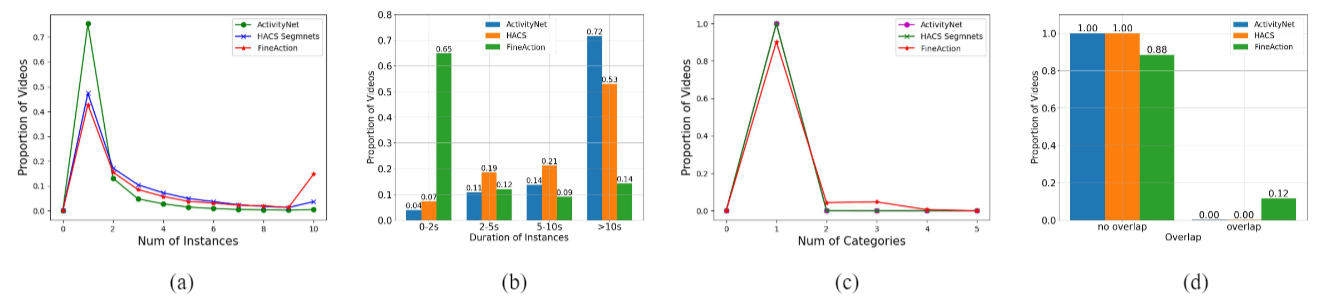 ActivityNet
HACS Segmnets
FineAction
0.7
0.6
0.5
0.4
0.3
0.2
0.1
0.0
Proportion of Videos
0 2 4 6 8 10
Num of Instances
(a)
ActivityNet
HACS
FineAction
0.8
0.7
0.6
0.5
0.4
0.3
0.2
0.1
0.0
Proportion of Videos
0.04 0.07 0.65
0.11 0.19 0.12
0.14 0.21 0.09
0.72 0.53 0.14
0-2s 2-5s 5-10s >10s
Duration of Instances
(b)
ActivityNet
HACS Segmnets
FineAction
1.0
0.8
0.6
0.4
0.2
0.0
Proportion of Videos
0 1 2 3 4 5
Num of Categories
(c)
ActivityNet
HACS
FineAction
1.0
0.8
0.6
0.4
0.2
0.0
Proportion of Videos
1.00 1.00 0.88
0.00 0.00 0.12
no overlap overlap
Overlap
(d)